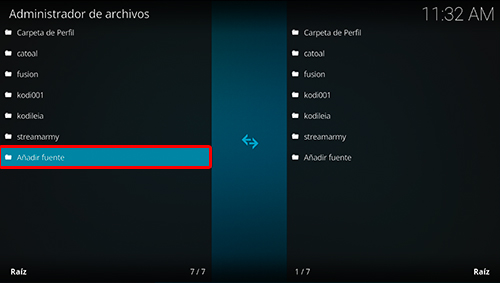 Administrador de archivos
11:32 AM
Carpeta de Perfil
catoal
fusion
kodi001
kodileia
streamarmy
Añadir fuente
Raíz
7 / 7
Carpeta de Perfil
catoal
fusion
kodi001
kodileia
streamarmy
Añadir fuente
1 / 7
Raíz